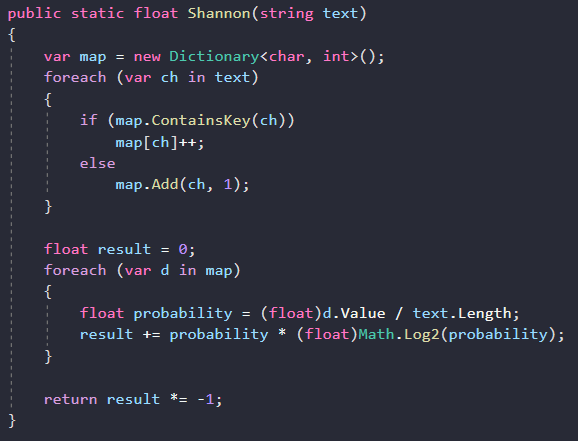 public static float Shannon(string text)
{
    var map = new Dictionary<char, int>();
    foreach (var ch in text)
    {
        if (map.ContainsKey(ch))
            map[ch]++;
        else
            map.Add(ch, 1);
    }

    float result = 0;
    foreach (var d in map)
    {
        float probability = (float)d.Value / text.Length;
        result += probability * (float)Math.Log2(probability);
    }

    return result *= -1;
}